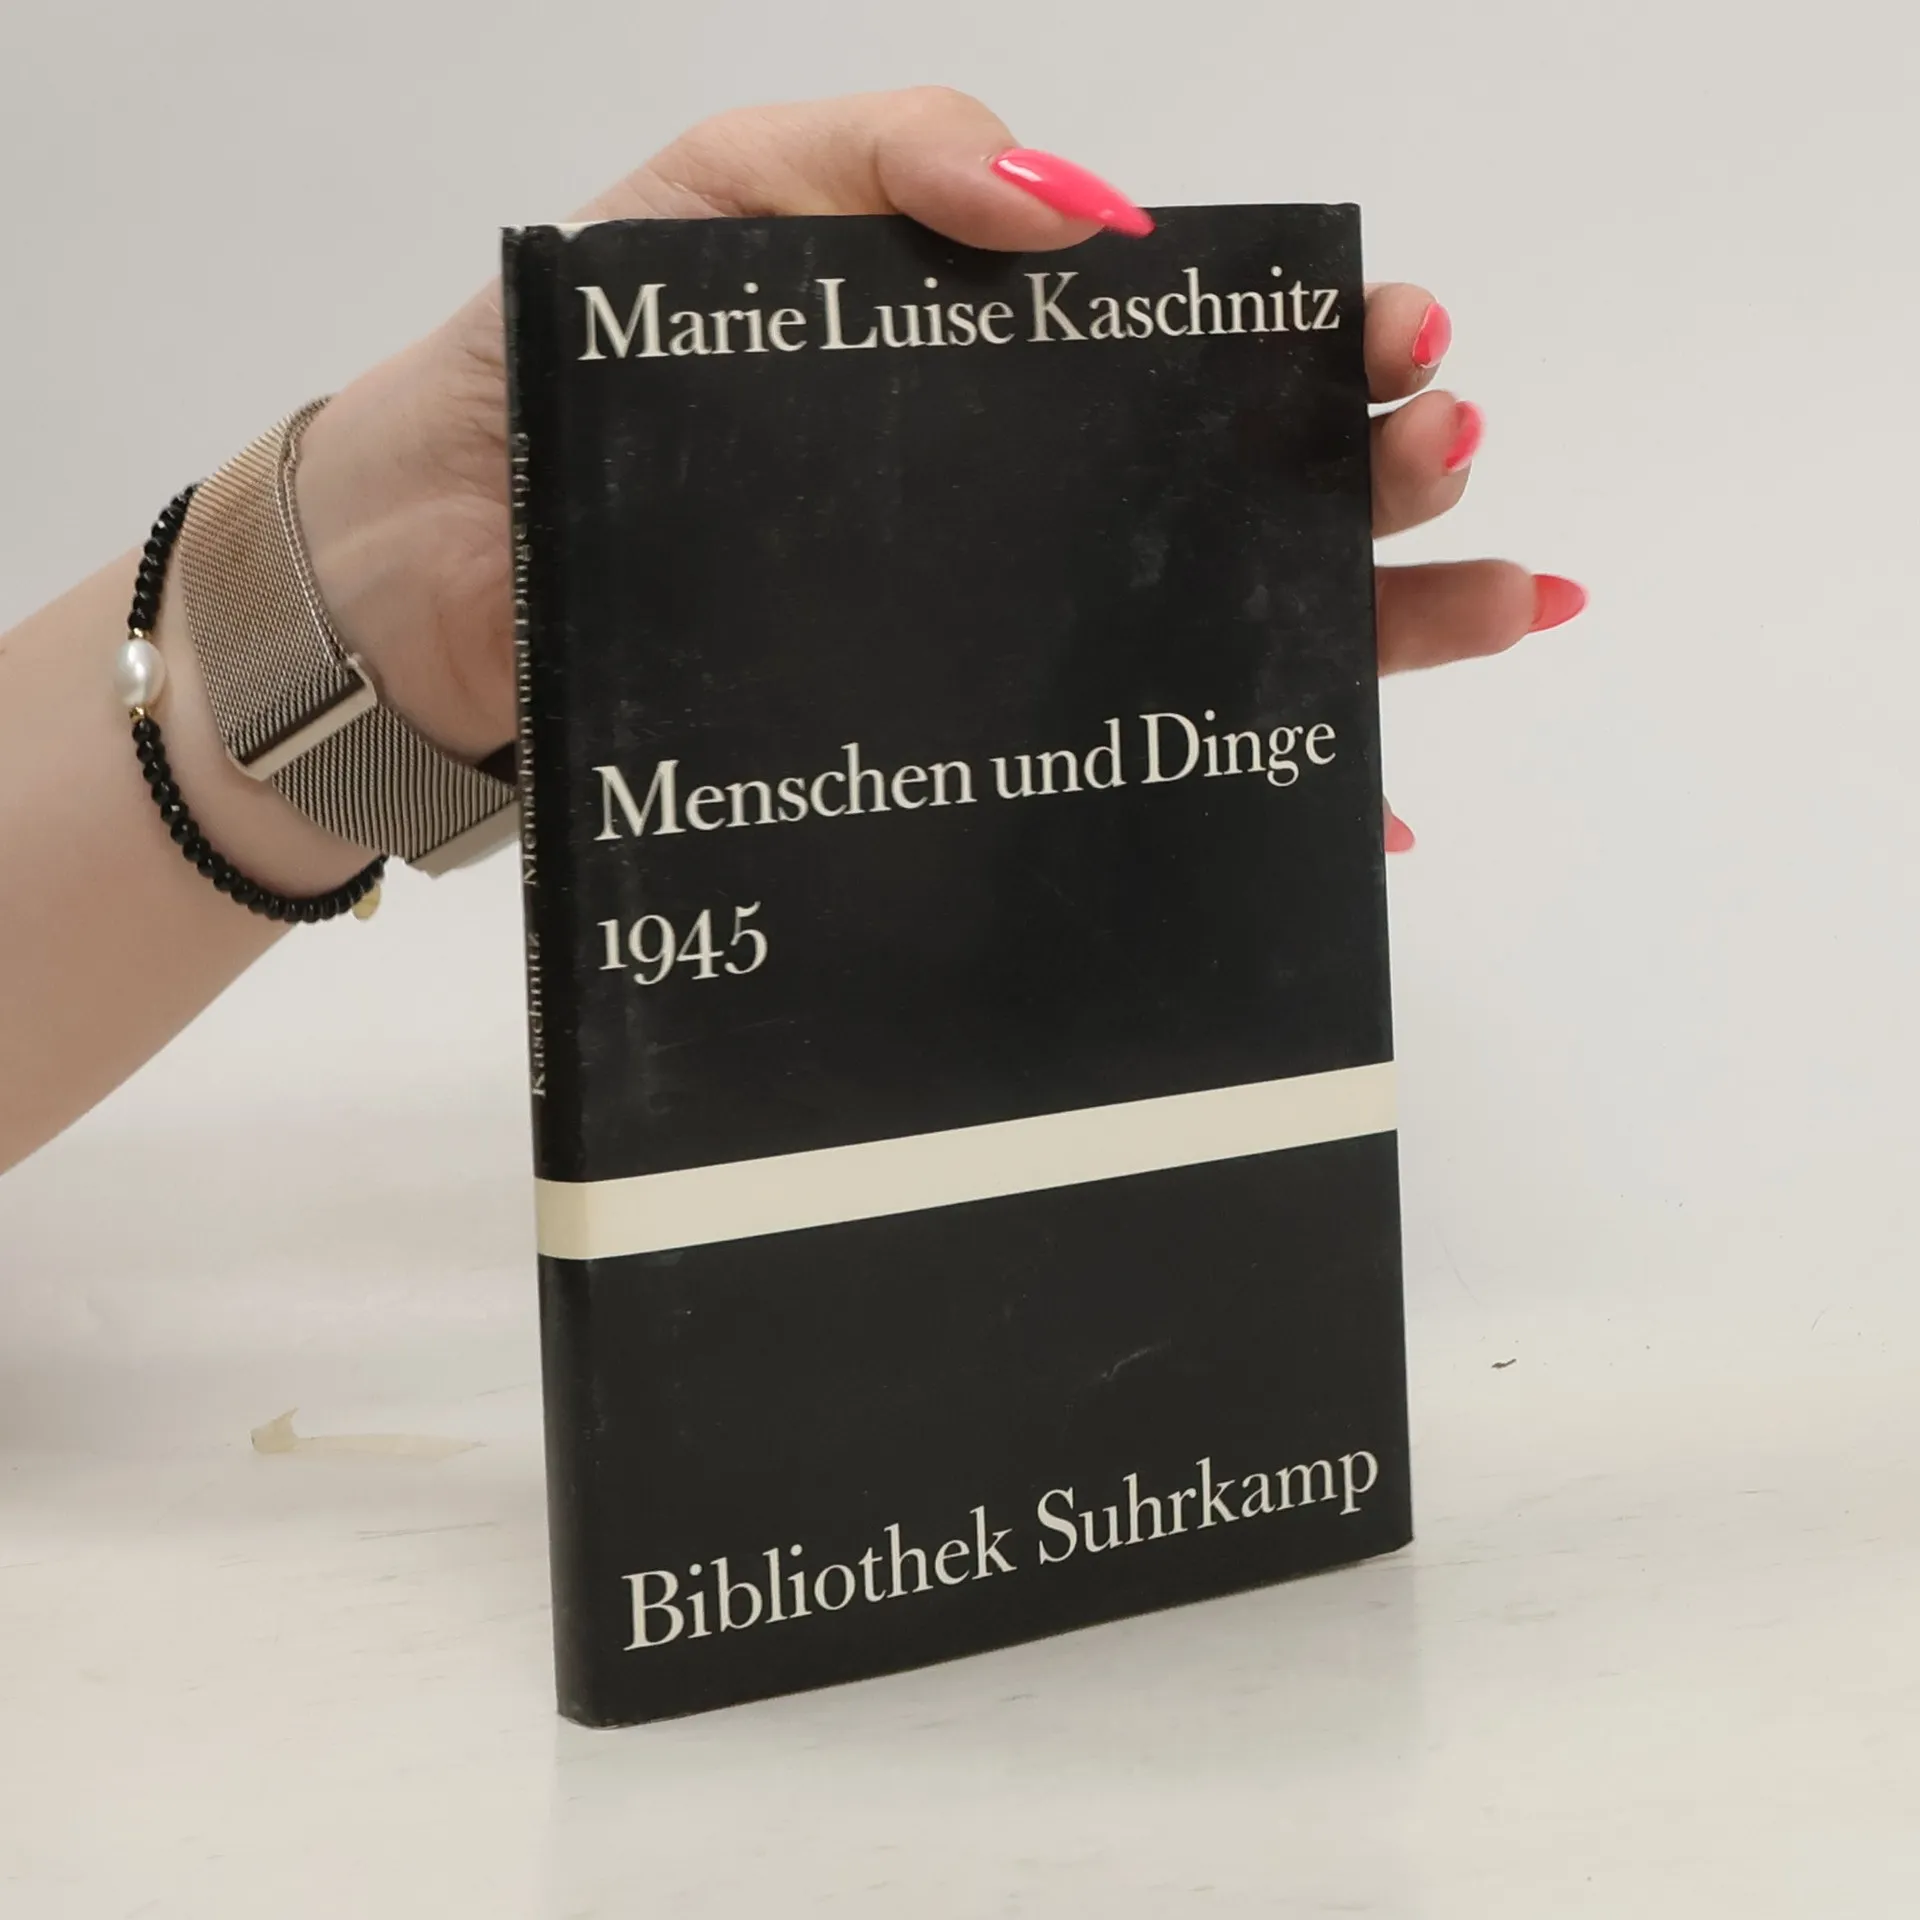 Marie Luise Kaschnitz
Menschen und Dinge
1945
Bibliothek Suhrkamp
Kaschnitz Menschen und Dinge 1945